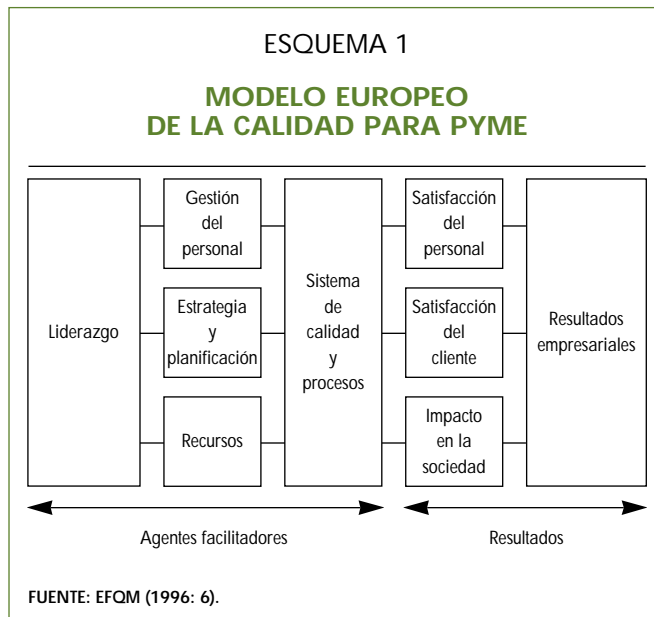 ESQUEMA 1
MODELO EUROPEO
DE LA CALIDAD PARA PYME
Liderazgo
Gestión
del
personal
Estrategia
y
planificación
Recursos
Sistema
de
calidad
y
procesos
Satisfacción
del
personal
Satisfacción
del
cliente
Impacto
en la
sociedad
Resultados
empresariales
Agentes facilitadores
Resultados
FUENTE: EFQM (1996: 6).